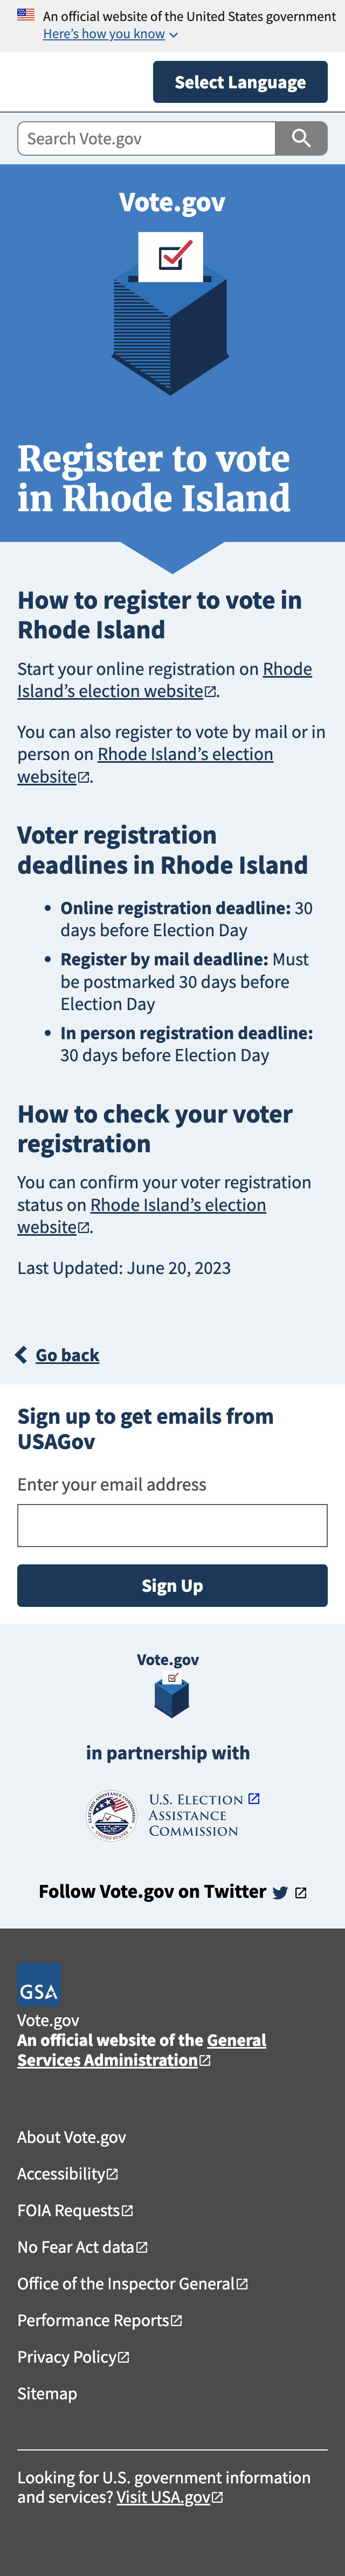 An official website of the United States government
Here's how you know
Select Language
Search Vote.gov
Vote.gov
Register to vote
in Rhode Island
How to register to vote in
Rhode Island
Start your online registration on Rhode
Island's election website.
You can also register to vote by mail or in
person on Rhode Island's election
website.
Voter registration
deadlines in Rhode Island
• Online registration deadline: 30
days before Election Day
• Register by mail deadline: Must
be postmarked 30 days before
Election Day
• In person registration deadline:
30 days before Election Day
How to check your voter
registration
You can confirm your voter registration
status on Rhode Island's election
website.
Last Updated: June 20, 2023
Go back
Sign up to get emails from
USAGov
Enter your email address
Sign Up
Vote.gov
in partnership with
U.S. Election
Assistance
Commission
Follow Vote.gov on Twitter
GSA
Vote.gov
An official website of the General
Services Administration
About Vote.gov
Accessibility
FOIA Requests
No Fear Act data
Office of the Inspector General
Performance Reports
Privacy Policy
Sitemap
Looking for U.S. government information
and services? Visit USA.gov